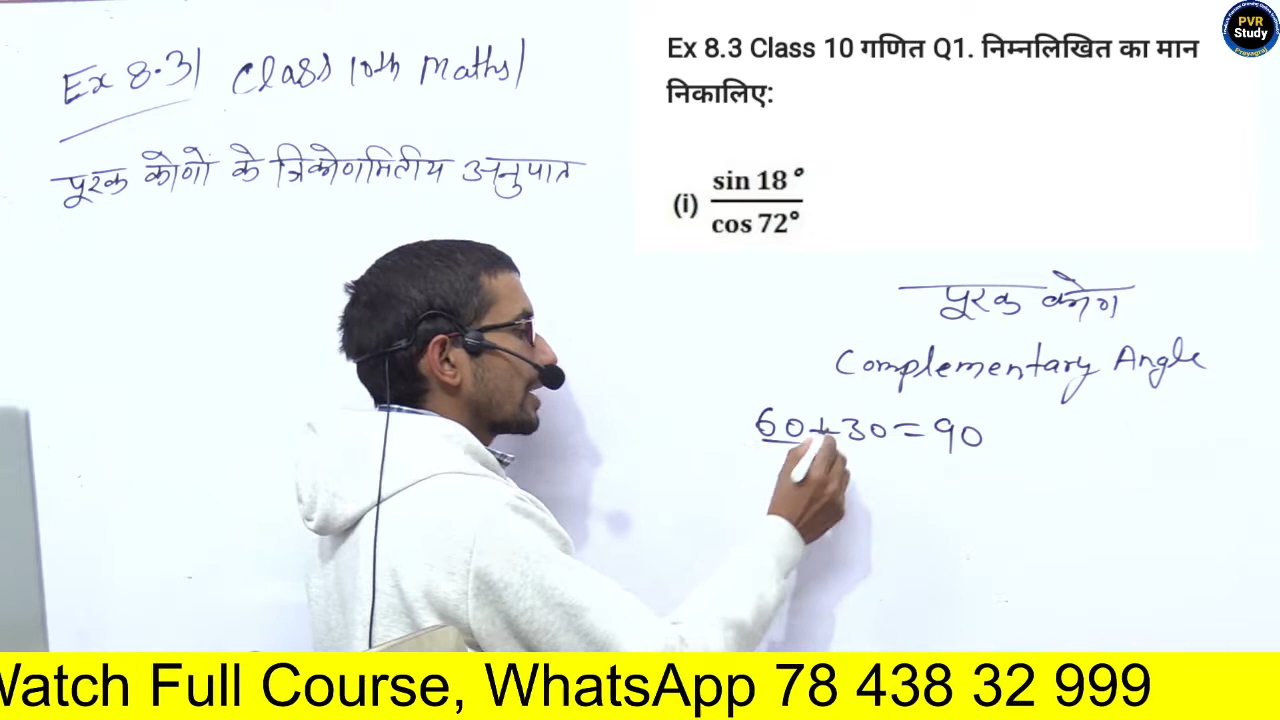 Ex 8.3 Class 10th Maths
पूरक कोणों के त्रिकोणमितीय अनुपात
Ex 8.3 Class 10 गणित Q1. निम्नलिखित का मान
निकालिए:
(i) sin 18° / cos 72°
पूरक कोण
Complementary Angle
60+30=90
PVR
Study
Prayagraj
Watch Full Course, WhatsApp 78 438 32 999